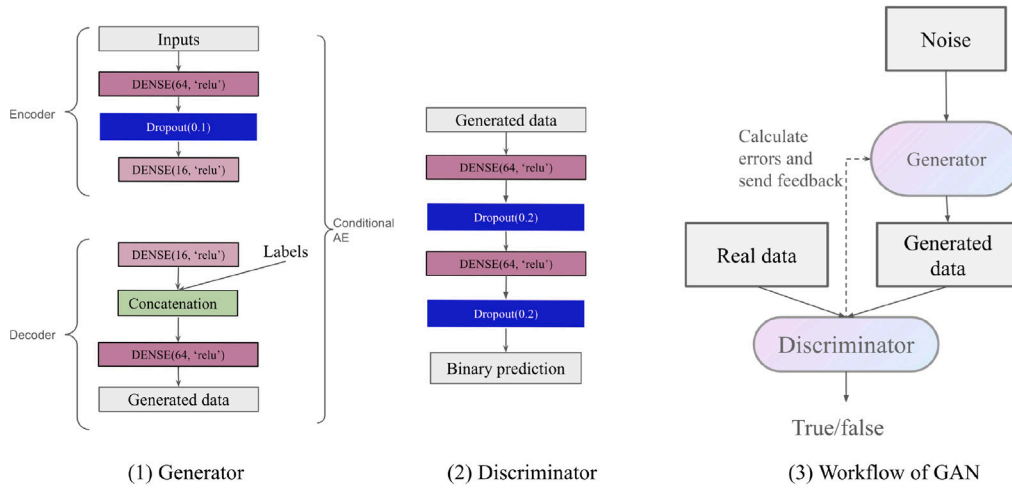 Inputs
DENSE(64, ‘relu’)
Encoder
Dropout(0.1)
DENSE(16, ‘relu’)
DENSE(16, ‘relu’)
Labels
Concatenation
Decoder
DENSE(64, ‘relu’)
Generated data
Conditional
AE
(1) Generator
Generated data
DENSE(64, ‘relu’)
Dropout(0.2)
DENSE(64, ‘relu’)
Dropout(0.2)
Binary prediction
(2) Discriminator
Noise
Calculate
errors and
send feedback
Generator
Real data
Generated
data
Discriminator
True/false
(3) Workflow of GAN